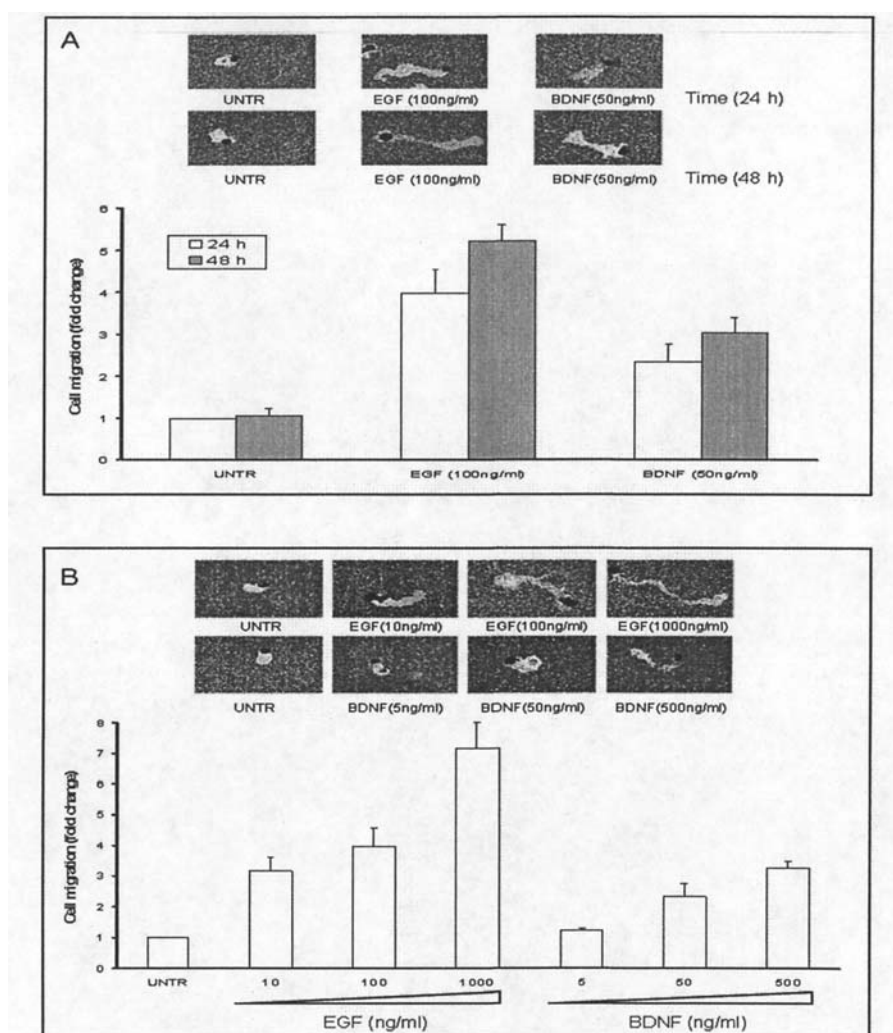 A
UNTR EGF (100ng/ml) BDNF(50ng/ml) Time (24 h)
UNTR EGF (100ng/ml) BDNF(50ng/ml) Time (48 h)
6
5
4
3
2
1
0
Cell migration (fold change)
24 h
48 h
UNTR EGF (100ng/ml) BDNF (50ng/ml)
B
UNTR EGF(10ng/ml) EGF(100ng/ml) EGF(1000ng/ml)
UNTR BDNF(5ng/ml) BDNF(50ng/ml) BDNF(500ng/ml)
8
7
6
5
4
3
2
1
0
Cell migration (fold change)
UNTR 10 100 1000 5 50 500
EGF (ng/ml) BDNF (ng/ml)